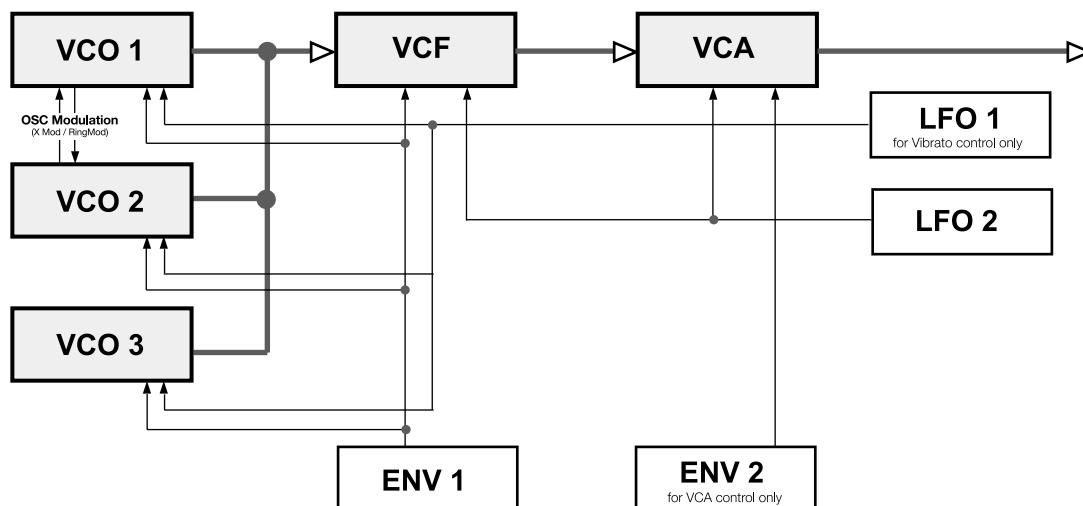 VCO 1
VCF
VCA
OSC Modulation
(X Mod / RingMod)
LFO 1
for Vibrato control only
VCO 2
LFO 2
VCO 3
ENV 1
ENV 2
for VCA control only